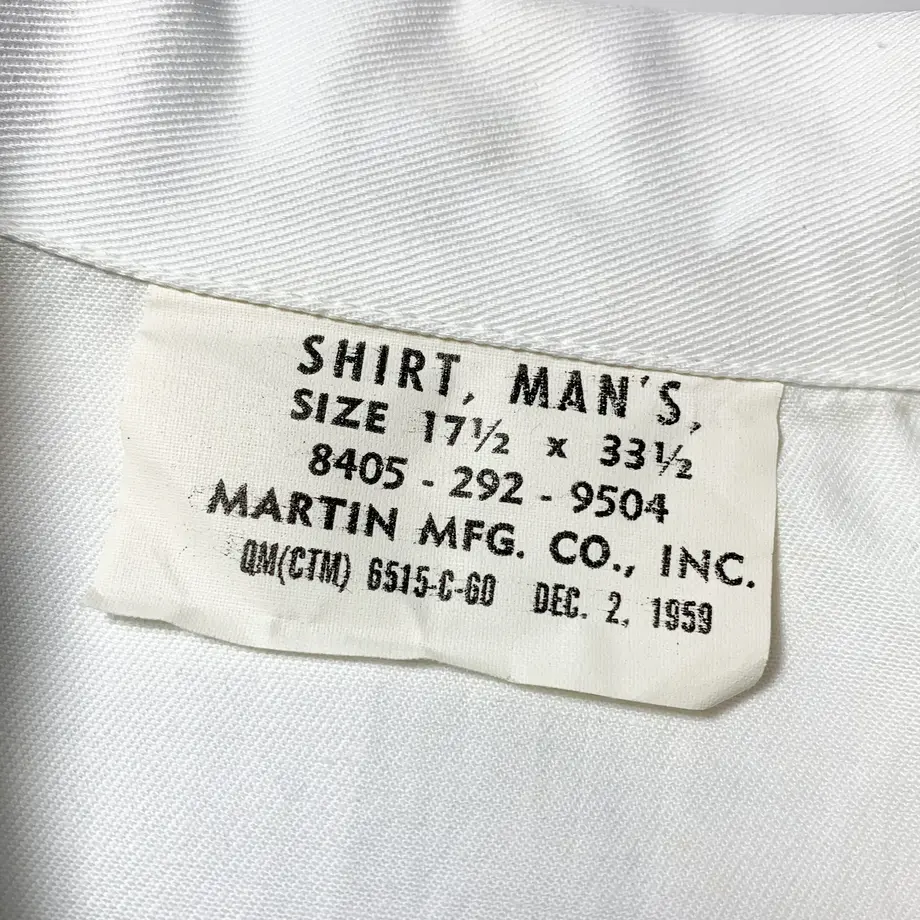 SHIRT, MAN'S,
SIZE 17½ x 33½
8405 - 292 - 9504
MARTIN MFG. CO., INC.
QM(CTM) 6515-C-60 DEC. 2, 1959